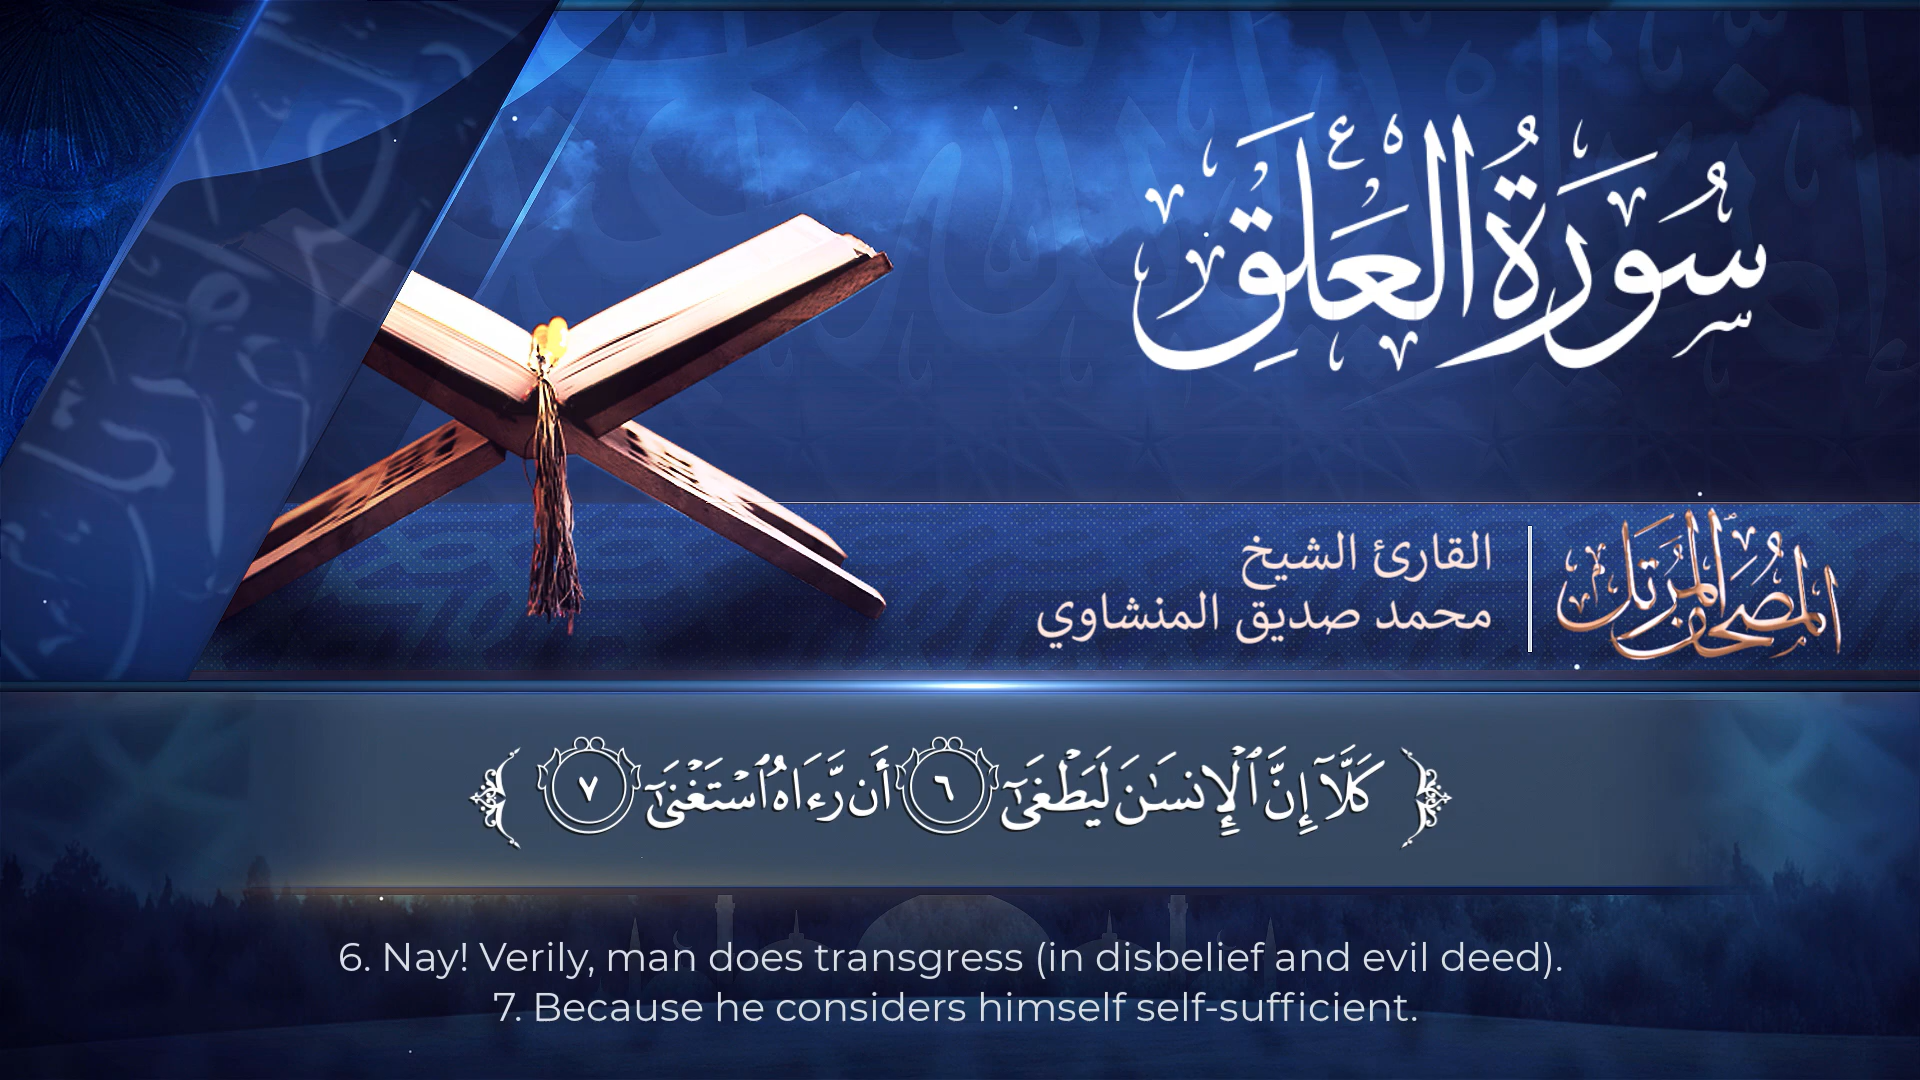 سُورَةُ العَلَقِ
المصحف المرتل
القارئ الشيخ
محمد صديق المنشاوي
كَلَّآ إِنَّ ٱلْإِنسَـٰنَ لَيَطْغَىٰٓ ٦ أَن رَّءَاهُ ٱسْتَغْنَىٰٓ ٧
6. Nay! Verily, man does transgress (in disbelief and evil deed).
7. Because he considers himself self-sufficient.